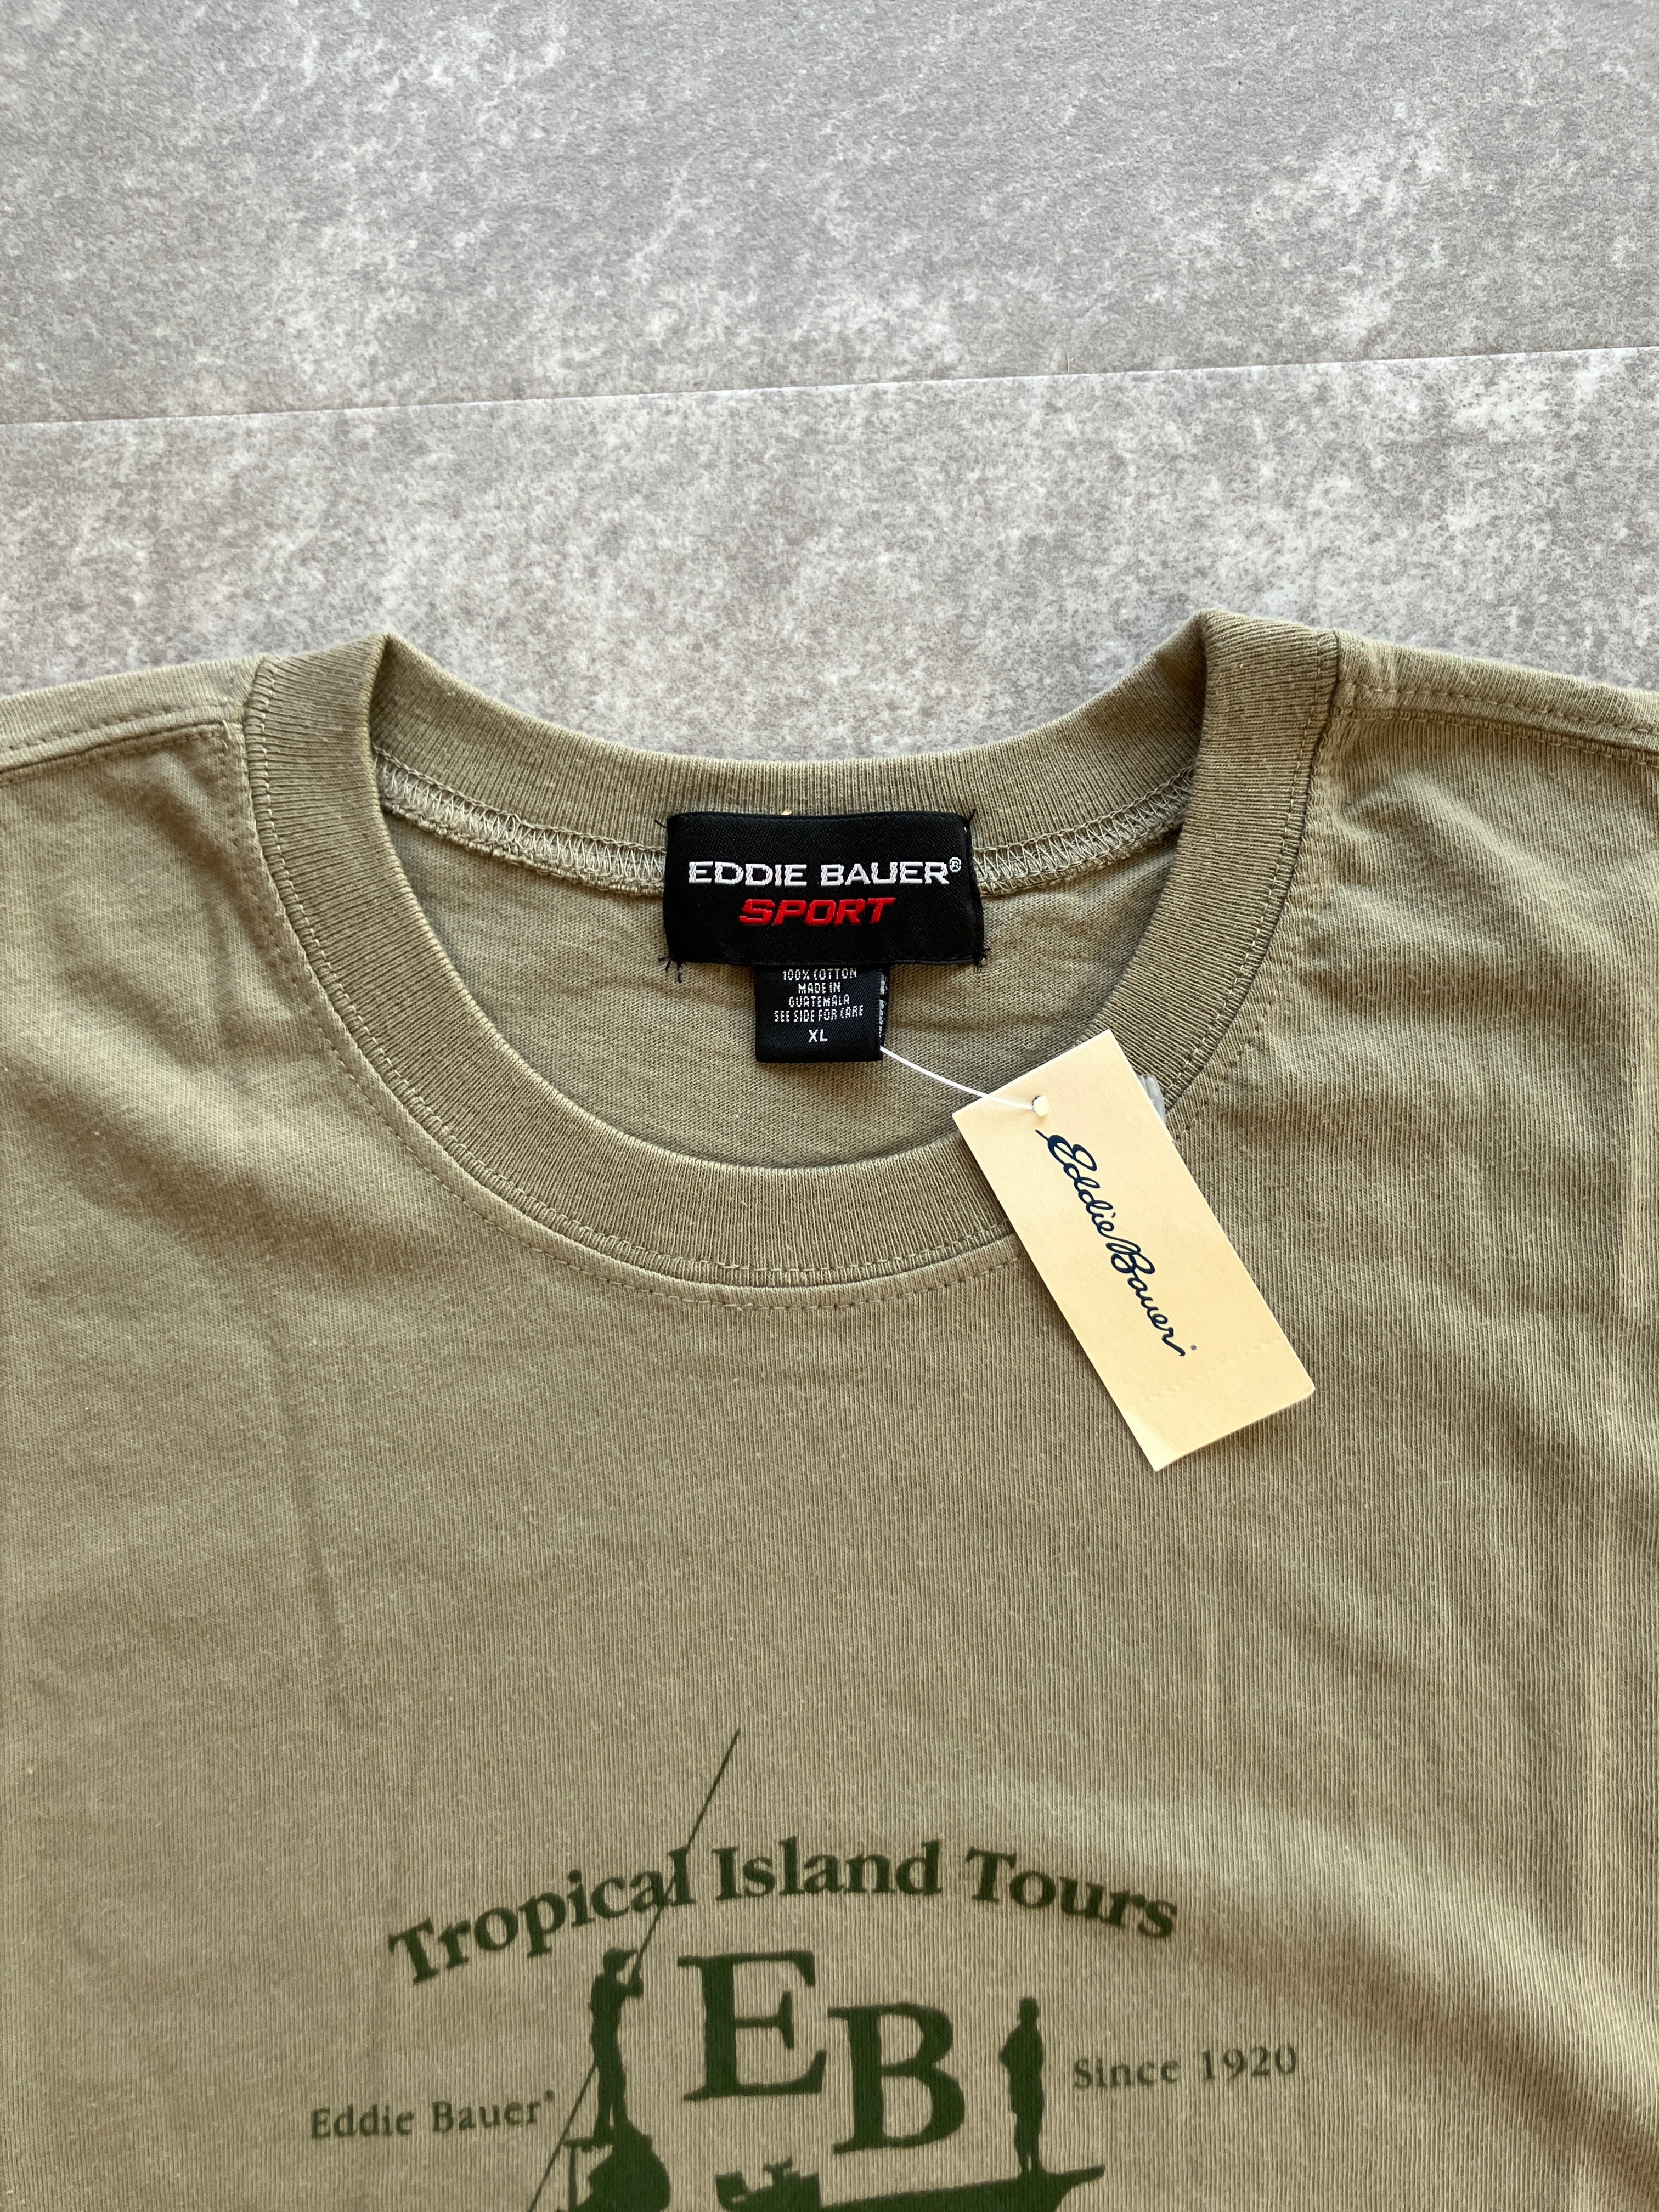 EDDIE BAUER®
SPORT
100% COTTON
MADE IN
GUATEMALA
SEE SIDE FOR CARE
XL
Eddie Bauer
Tropical Island Tours
EB
Eddie Bauer®
Since 1920